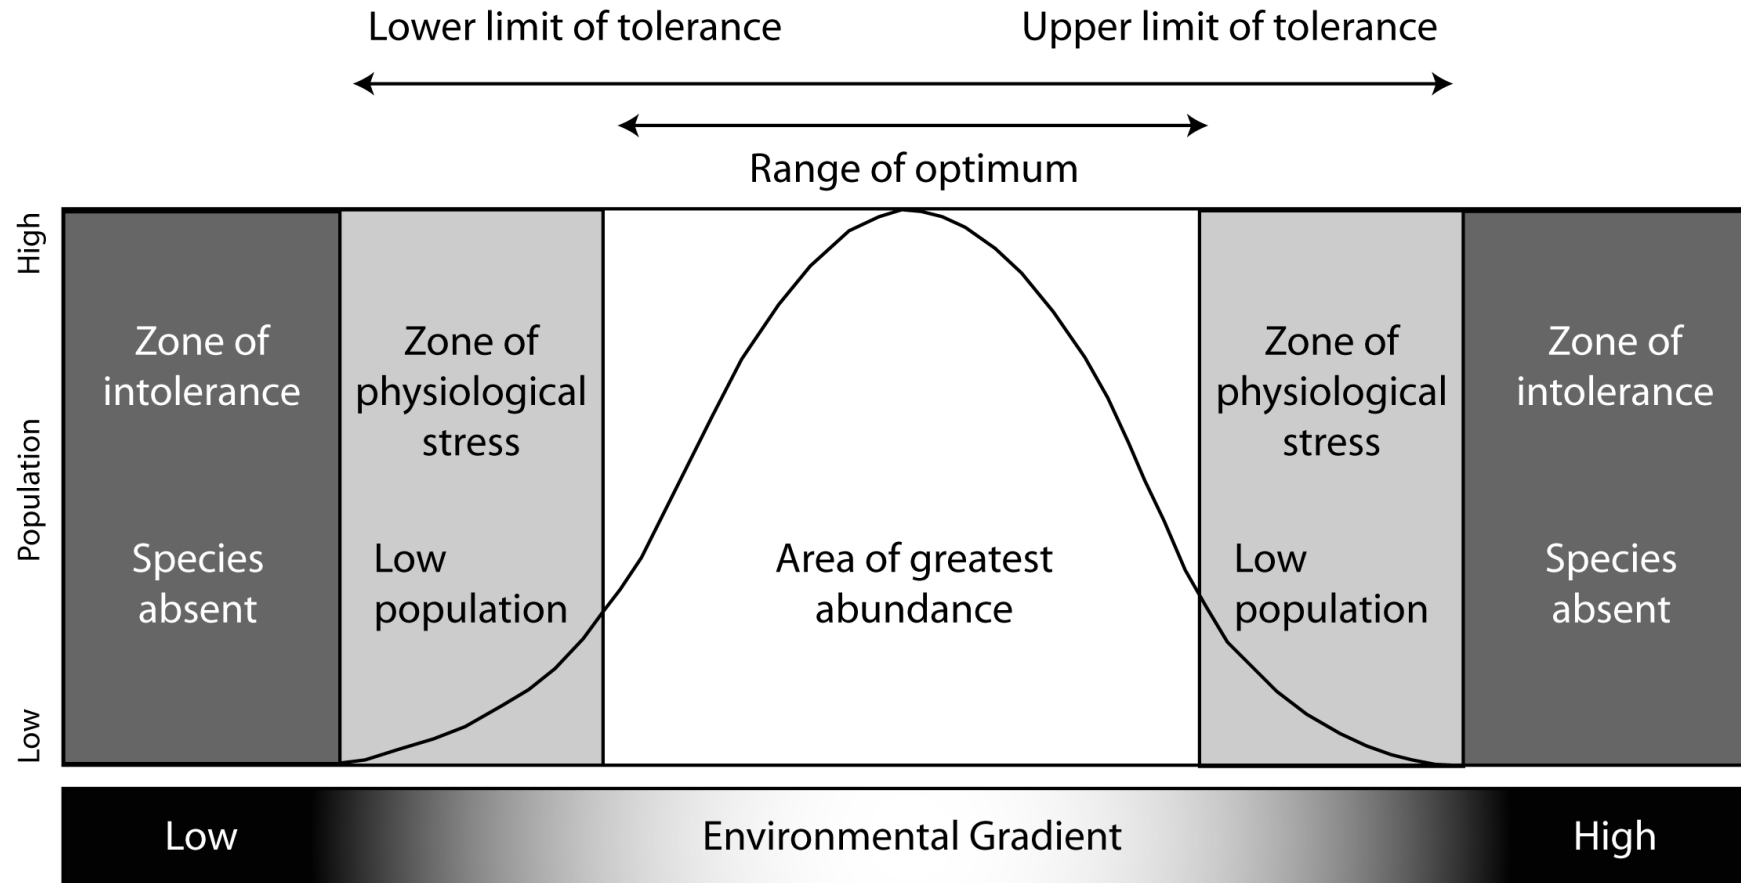 Lower limit of tolerance
Upper limit of tolerance
Range of optimum
High
Population
Low
Zone of
intolerance
Species
absent
Zone of
physiological
stress
Low
population
Area of greatest
abundance
Zone of
physiological
stress
Low
population
Zone of
intolerance
Species
absent
Low
Environmental Gradient
High